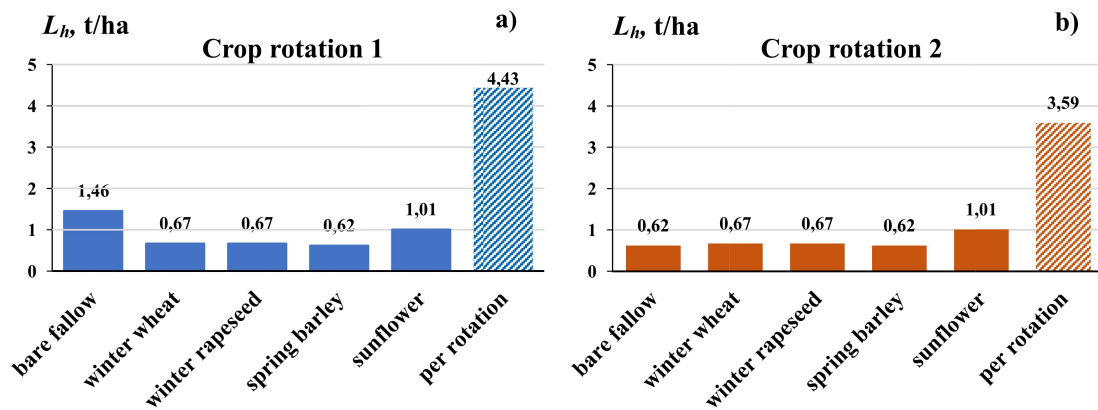 L_h, t/ha
a)
Crop rotation 1
5
4
3
2
1
0
1,46
0,67
0,67
0,62
1,01
4,43
bare fallow
winter wheat
winter rapeseed
spring barley
sunflower
per rotation
L_h, t/ha
b)
Crop rotation 2
5
4
3
2
1
0
0,62
0,67
0,67
0,62
1,01
3,59
bare fallow
winter wheat
winter rapeseed
spring barley
sunflower
per rotation